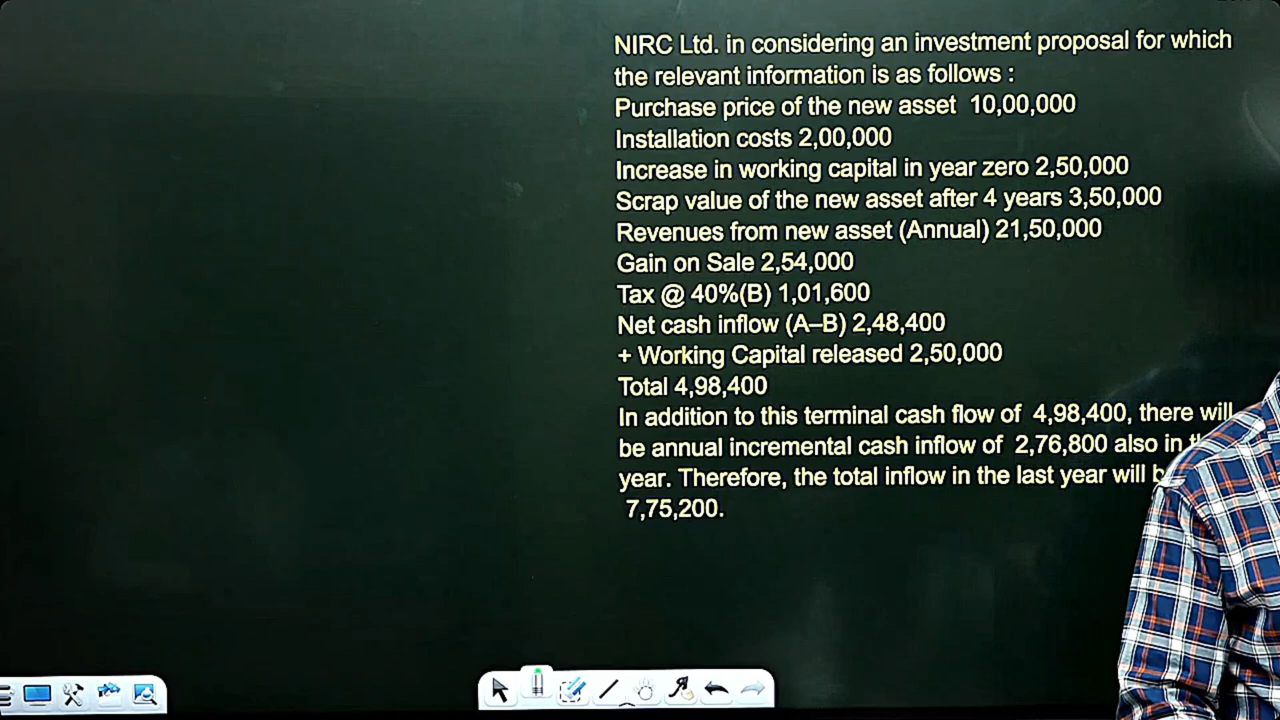 NIRC Ltd. in considering an investment proposal for which
the relevant information is as follows :
Purchase price of the new asset 10,00,000
Installation costs 2,00,000
Increase in working capital in year zero 2,50,000
Scrap value of the new asset after 4 years 3,50,000
Revenues from new asset (Annual) 21,50,000
Gain on Sale 2,54,000
Tax @ 40%(B) 1,01,600
Net cash inflow (A–B) 2,48,400
+ Working Capital released 2,50,000
Total 4,98,400
In addition to this terminal cash flow of 4,98,400, there will
be annual incremental cash inflow of 2,76,800 also in
year. Therefore, the total inflow in the last year will
7,75,200.